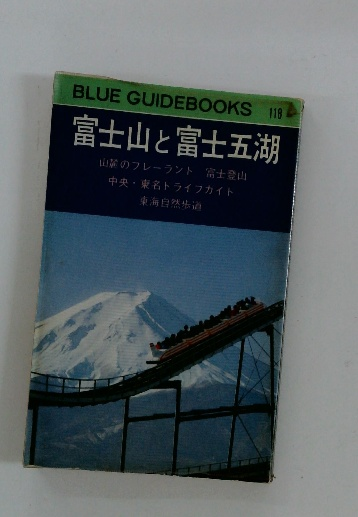 BLUE GUIDEBOOKS 119
富士山と富士五湖
山麓のプレーランド 富士登山
中央・東名ドライブガイド
東海自然歩道